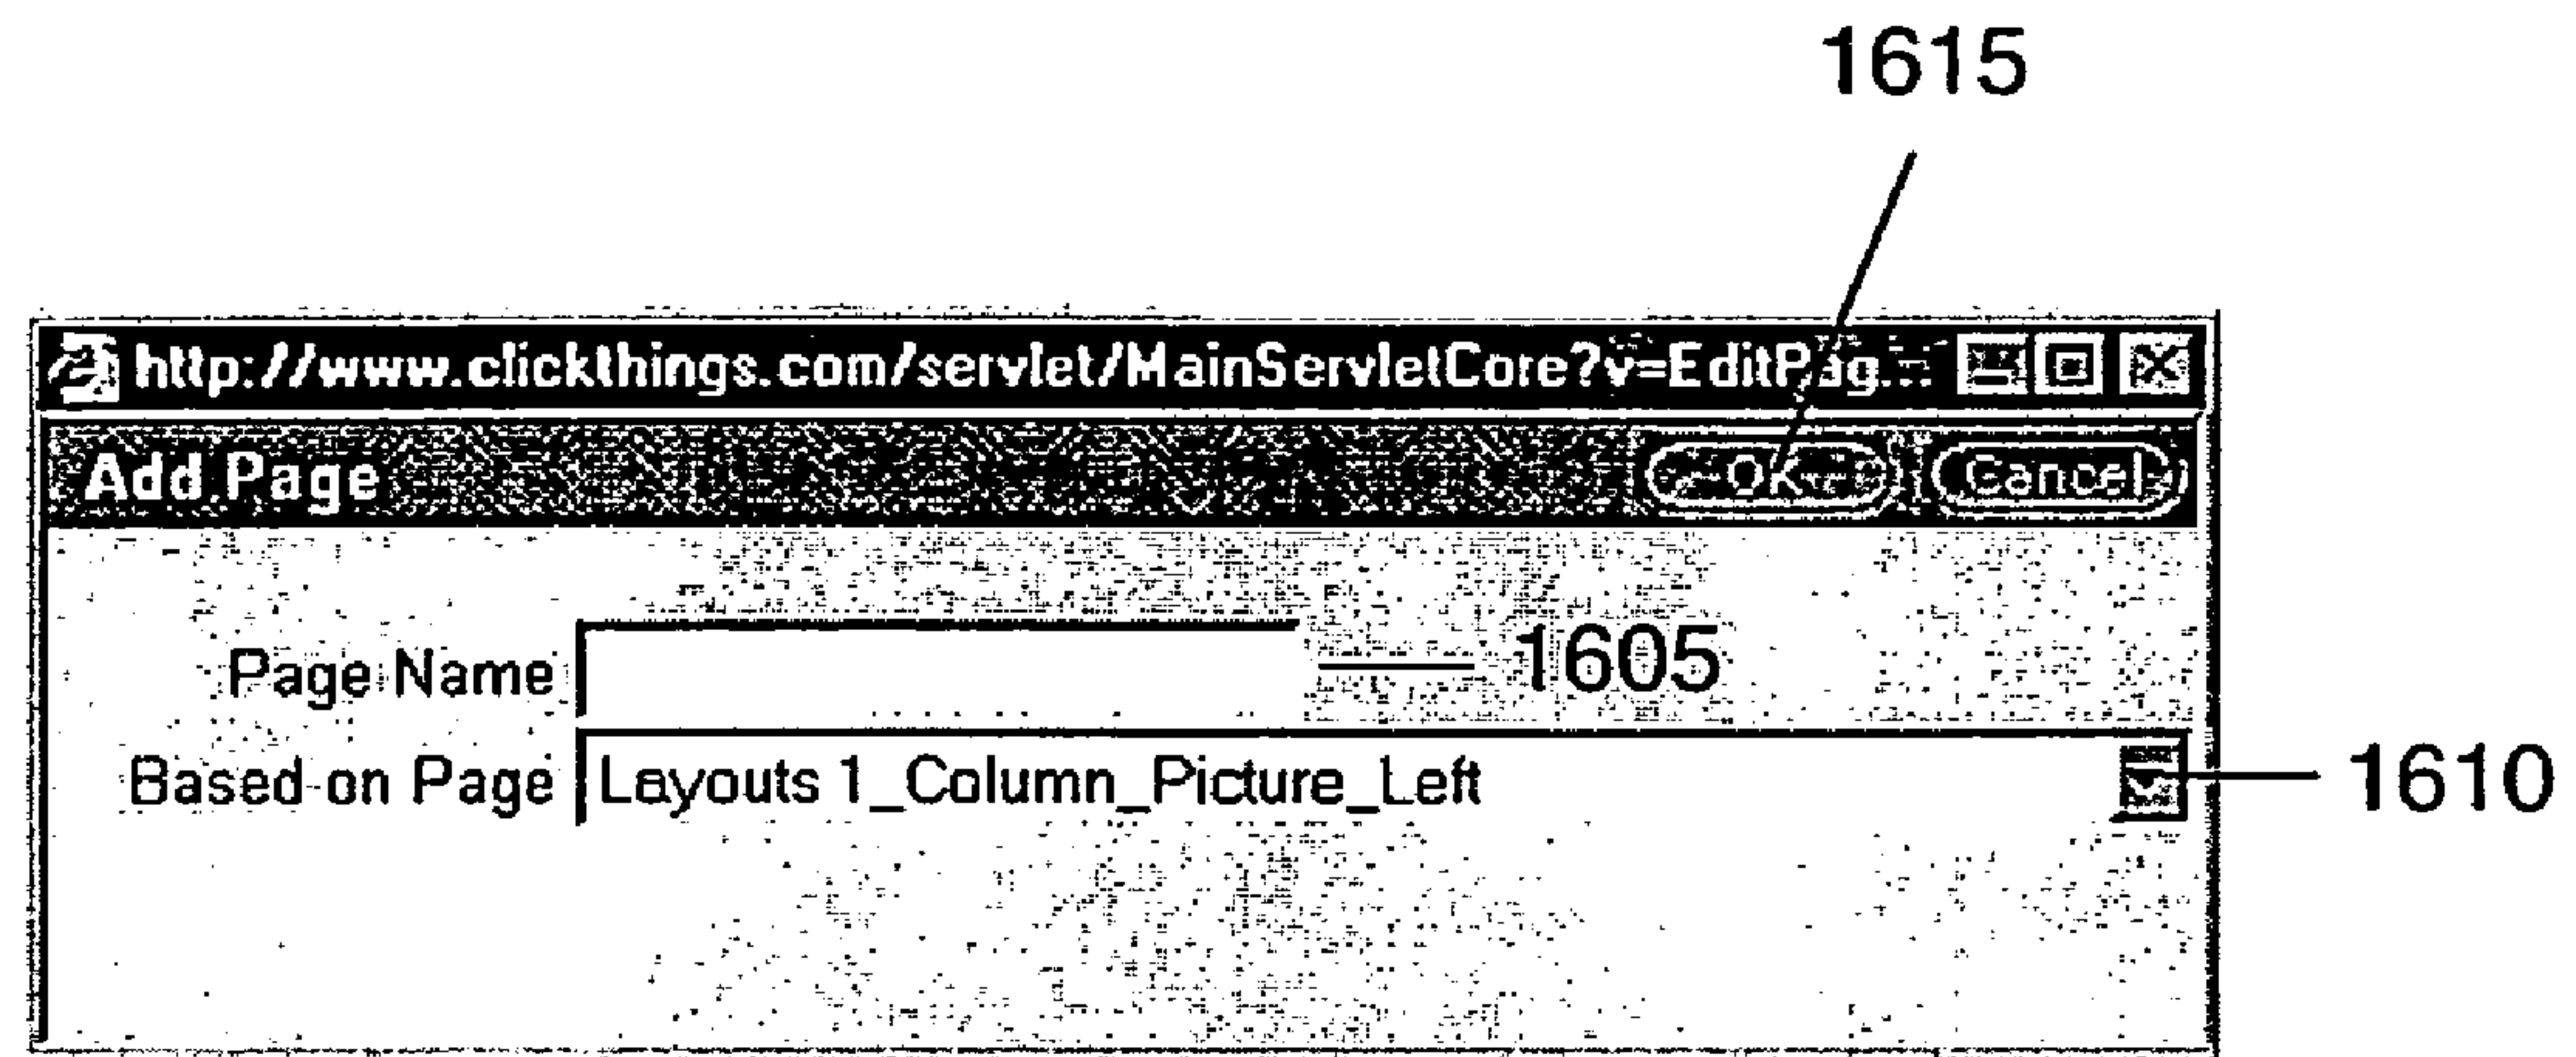 1615
http://www.clickthings.com/servlet/MainServletCore?v=EditPag...
Add Page OK Cancel
Page Name 1605
Based on Page Layouts 1_Column_Picture_Left 1610